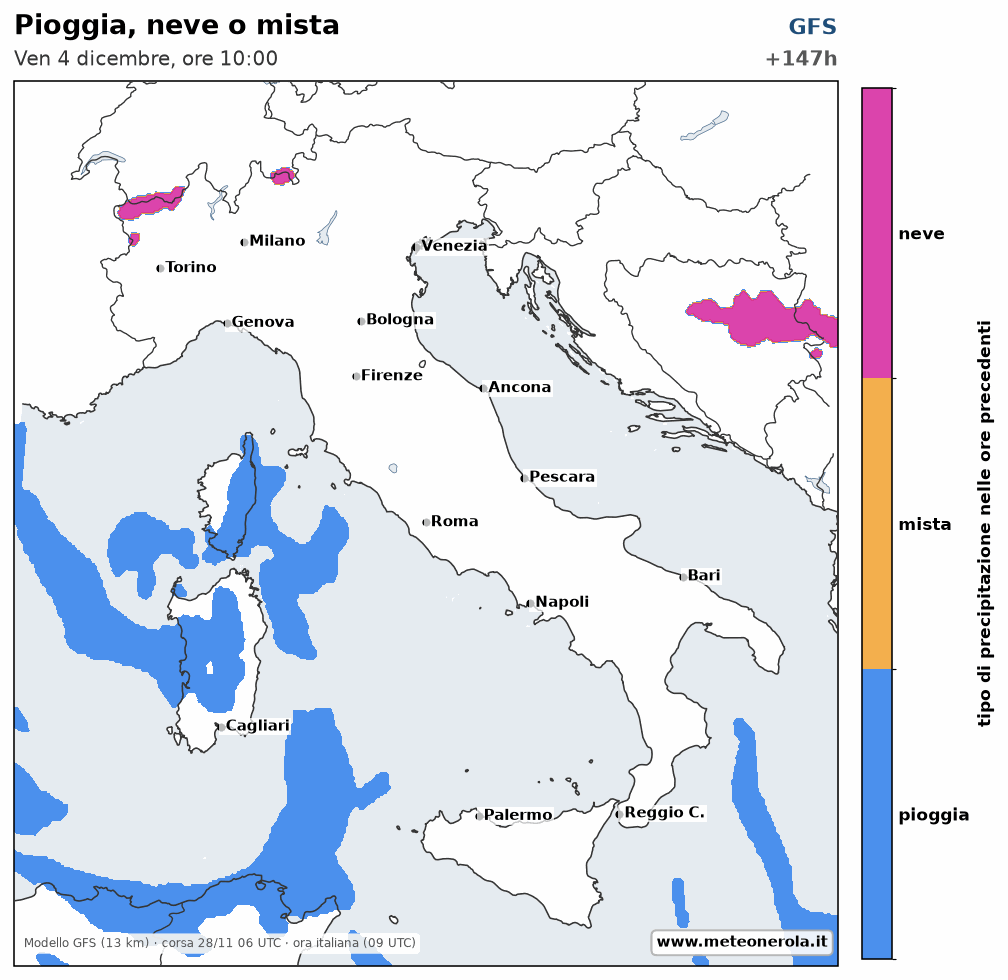 Pioggia, neve o mista
GFS
Ven 4 dicembre, ore 10:00
+147h
neve
mista
pioggia
tipo di precipitazione nelle ore precedenti
Milano
Venezia
Torino
Genova
Bologna
Firenze
Ancona
Pescara
Roma
Bari
Napoli
Cagliari
Palermo
Reggio C.
Modello GFS (13 km) · corsa 28/11 06 UTC · ora italiana (09 UTC)
www.meteonerola.it